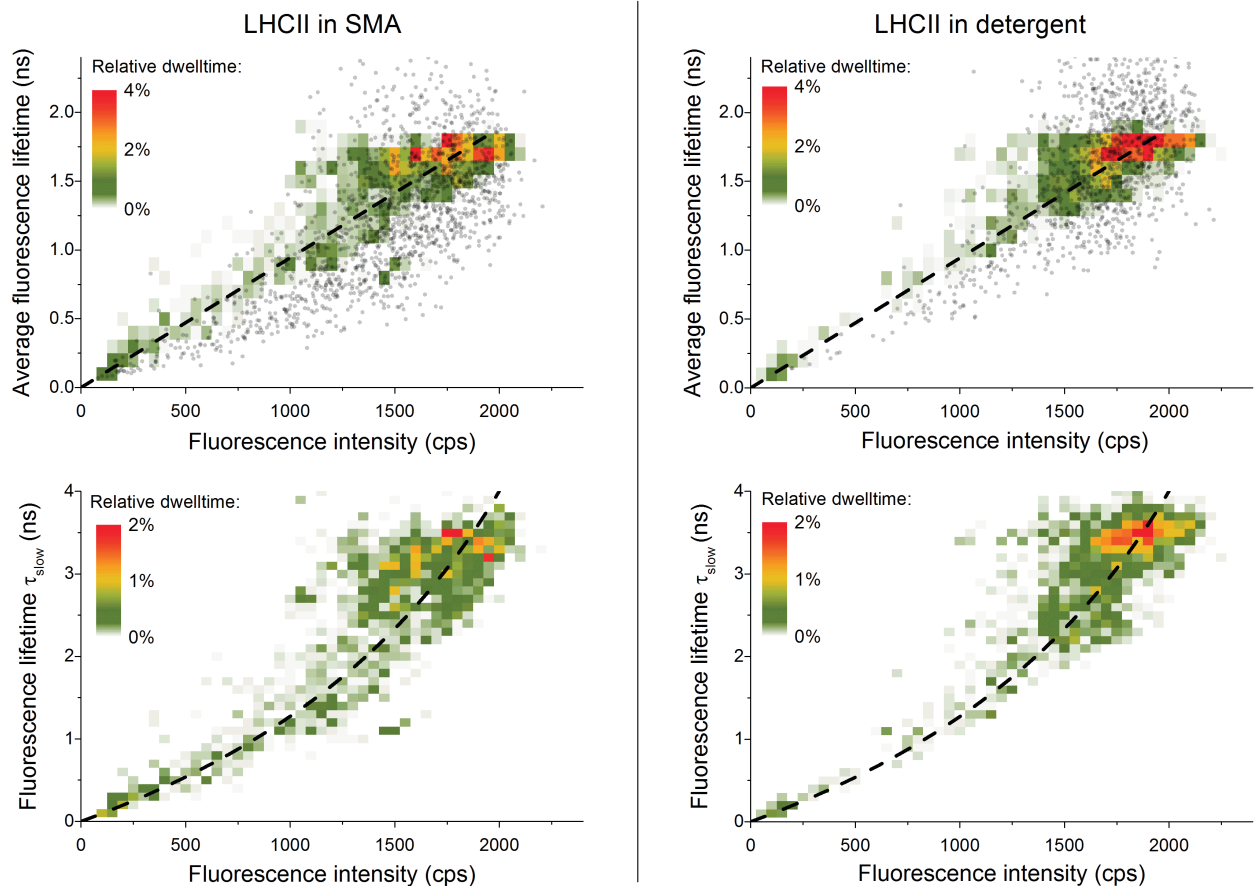 LHCII in SMA
LHCII in detergent
Average fluorescence lifetime (ns)
Relative dwelltime:
4%
2%
0%
2.0
1.5
1.0
0.5
0.0
0 500 1000 1500 2000
Fluorescence intensity (cps)
Average fluorescence lifetime (ns)
Relative dwelltime:
4%
2%
0%
2.0
1.5
1.0
0.5
0.0
0 500 1000 1500 2000
Fluorescence intensity (cps)
Fluorescence lifetime τslow (ns)
Relative dwelltime:
2%
1%
0%
4
3
2
1
0
0 500 1000 1500 2000
Fluorescence intensity (cps)
Fluorescence lifetime τslow (ns)
Relative dwelltime:
2%
1%
0%
4
3
2
1
0
0 500 1000 1500 2000
Fluorescence intensity (cps)